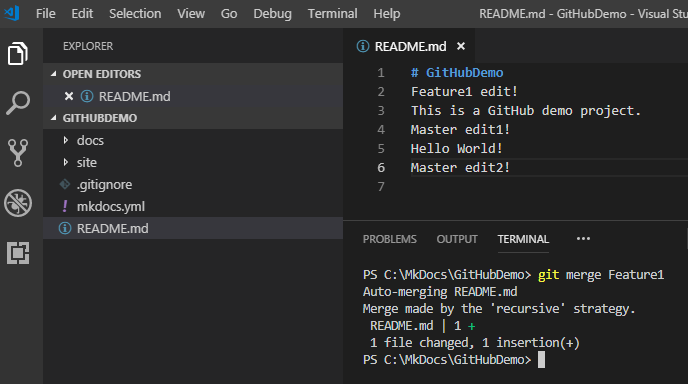 File Edit Selection View Go Debug Terminal Help README.md - GitHubDemo - Visual Stu
EXPLORER
OPEN EDITORS
README.md
GITHUBDEMO
docs
site
.gitignore
! mkdocs.yml
README.md
README.md
1 # GitHubDemo
2 Feature1 edit!
3 This is a GitHub demo project.
4 Master edit1!
5 Hello World!
6 Master edit2!
7
PROBLEMS OUTPUT TERMINAL
PS C:\MkDocs\GitHubDemo> git merge Feature1
Auto-merging README.md
Merge made by the 'recursive' strategy.
README.md | 1 +
1 file changed, 1 insertion(+)
PS C:\MkDocs\GitHubDemo>